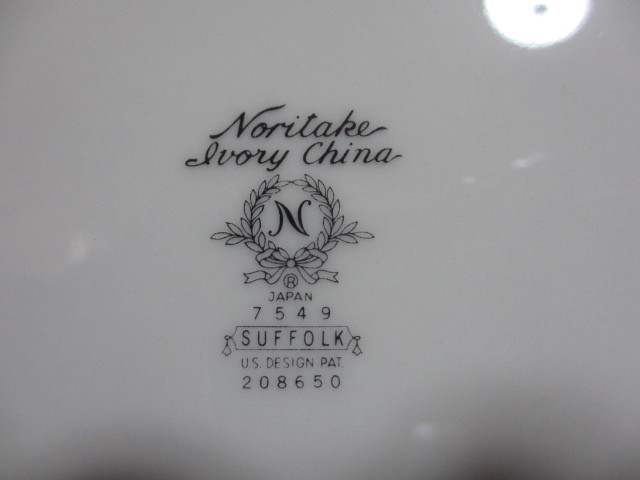 Noritake
Ivory China
N
®
JAPAN
7549
SUFFOLK
U.S. DESIGN PAT.
208650